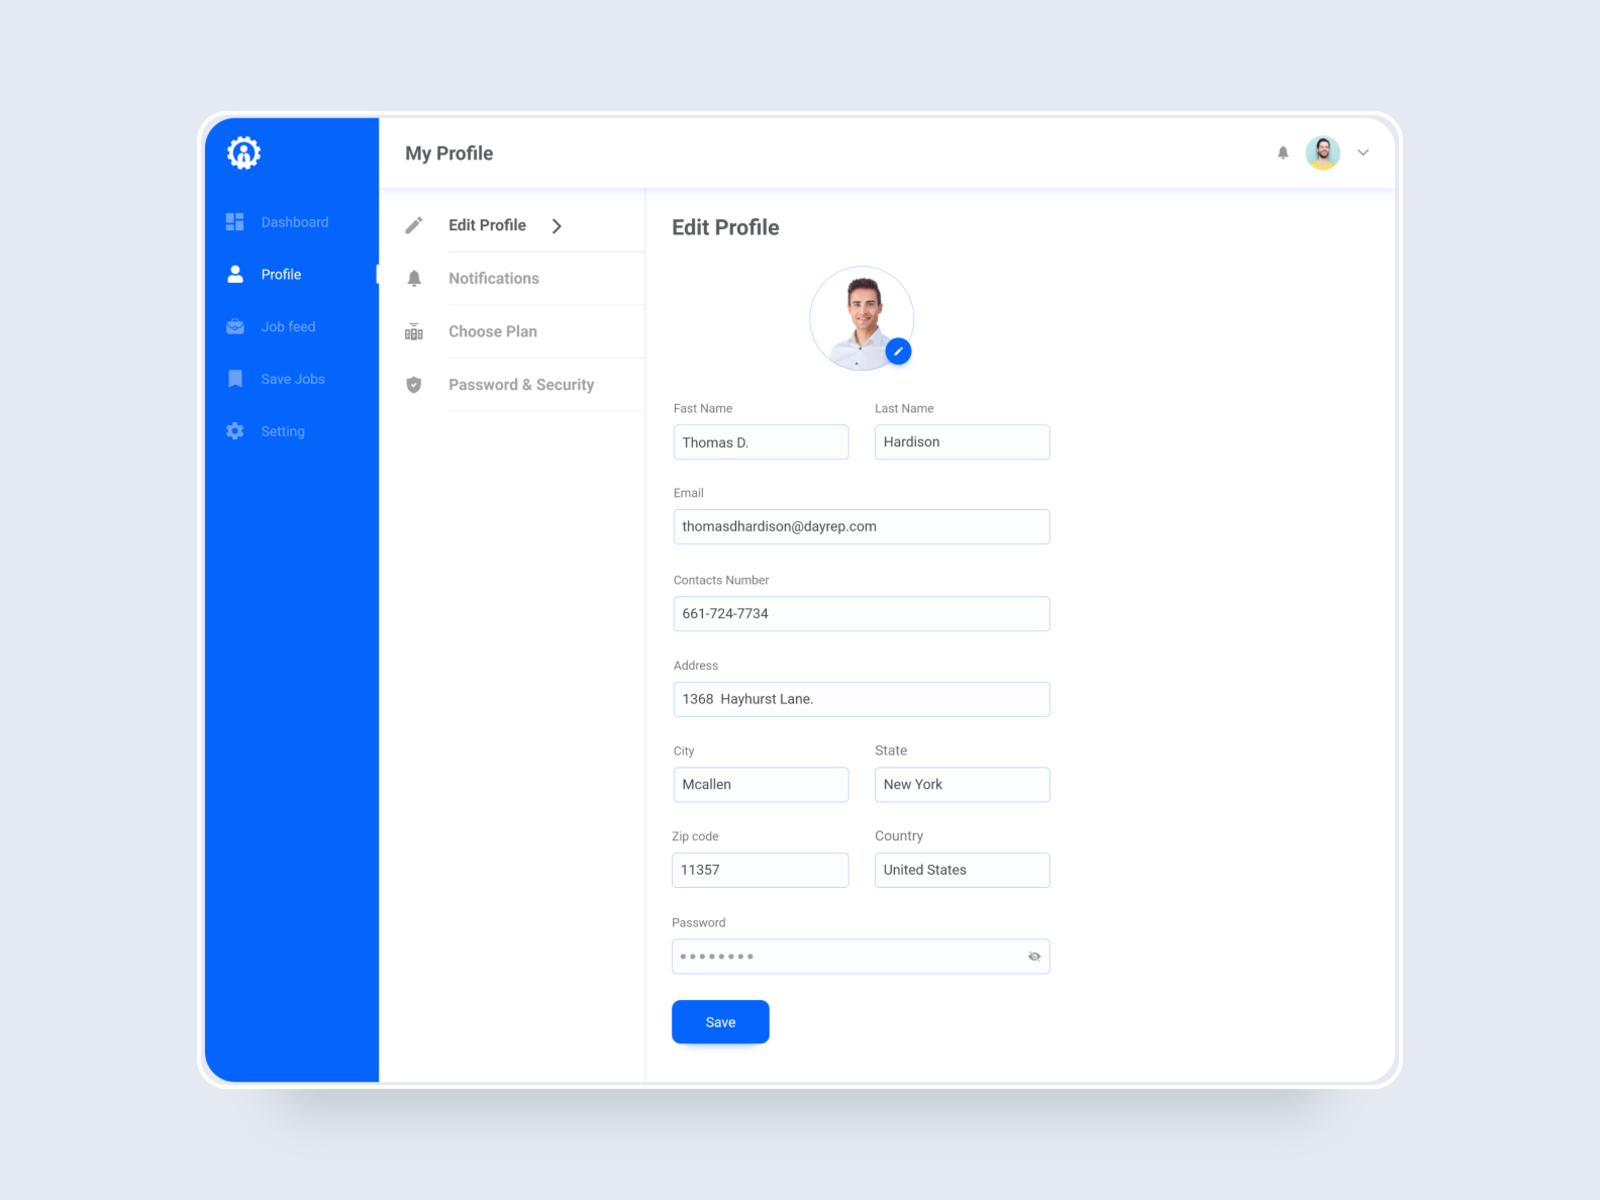 My Profile
Dashboard
Profile
Job feed
Save Jobs
Setting
Edit Profile
Notifications
Choose Plan
Password & Security
Edit Profile
Fast Name
Last Name
Thomas D.
Hardison
Email
thomasdhardison@dayrep.com
Contacts Number
661-724-7734
Address
1368  Hayhurst Lane.
City
State
Mcallen
New York
Zip code
Country
11357
United States
Password
Save